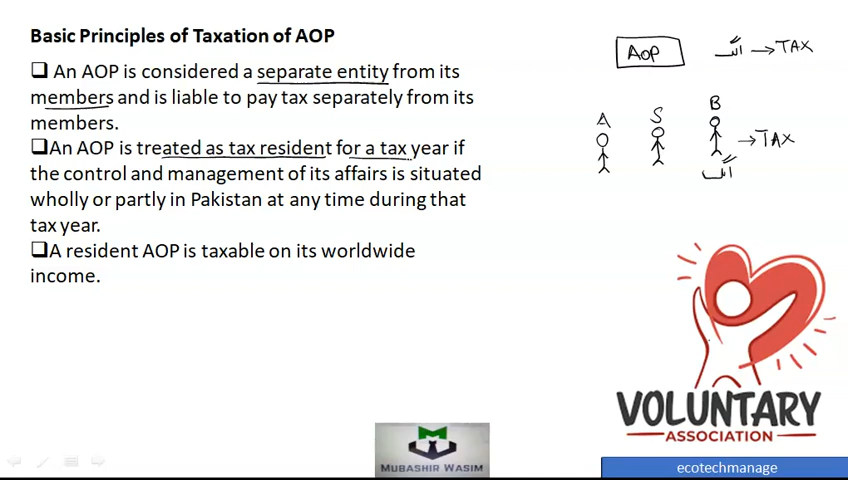 Basic Principles of Taxation of AOP
An AOP is considered a separate entity from its
members and is liable to pay tax separately from its
members.
An AOP is treated as tax resident for a tax year if
the control and management of its affairs is situated
wholly or partly in Pakistan at any time during that
tax year.
A resident AOP is taxable on its worldwide
income.
AOP
الگ → TAX
A S B
→ TAX
الگ
VOLUNTARY
ASSOCIATION
MUBASHIR WASIM
ecotechmanage